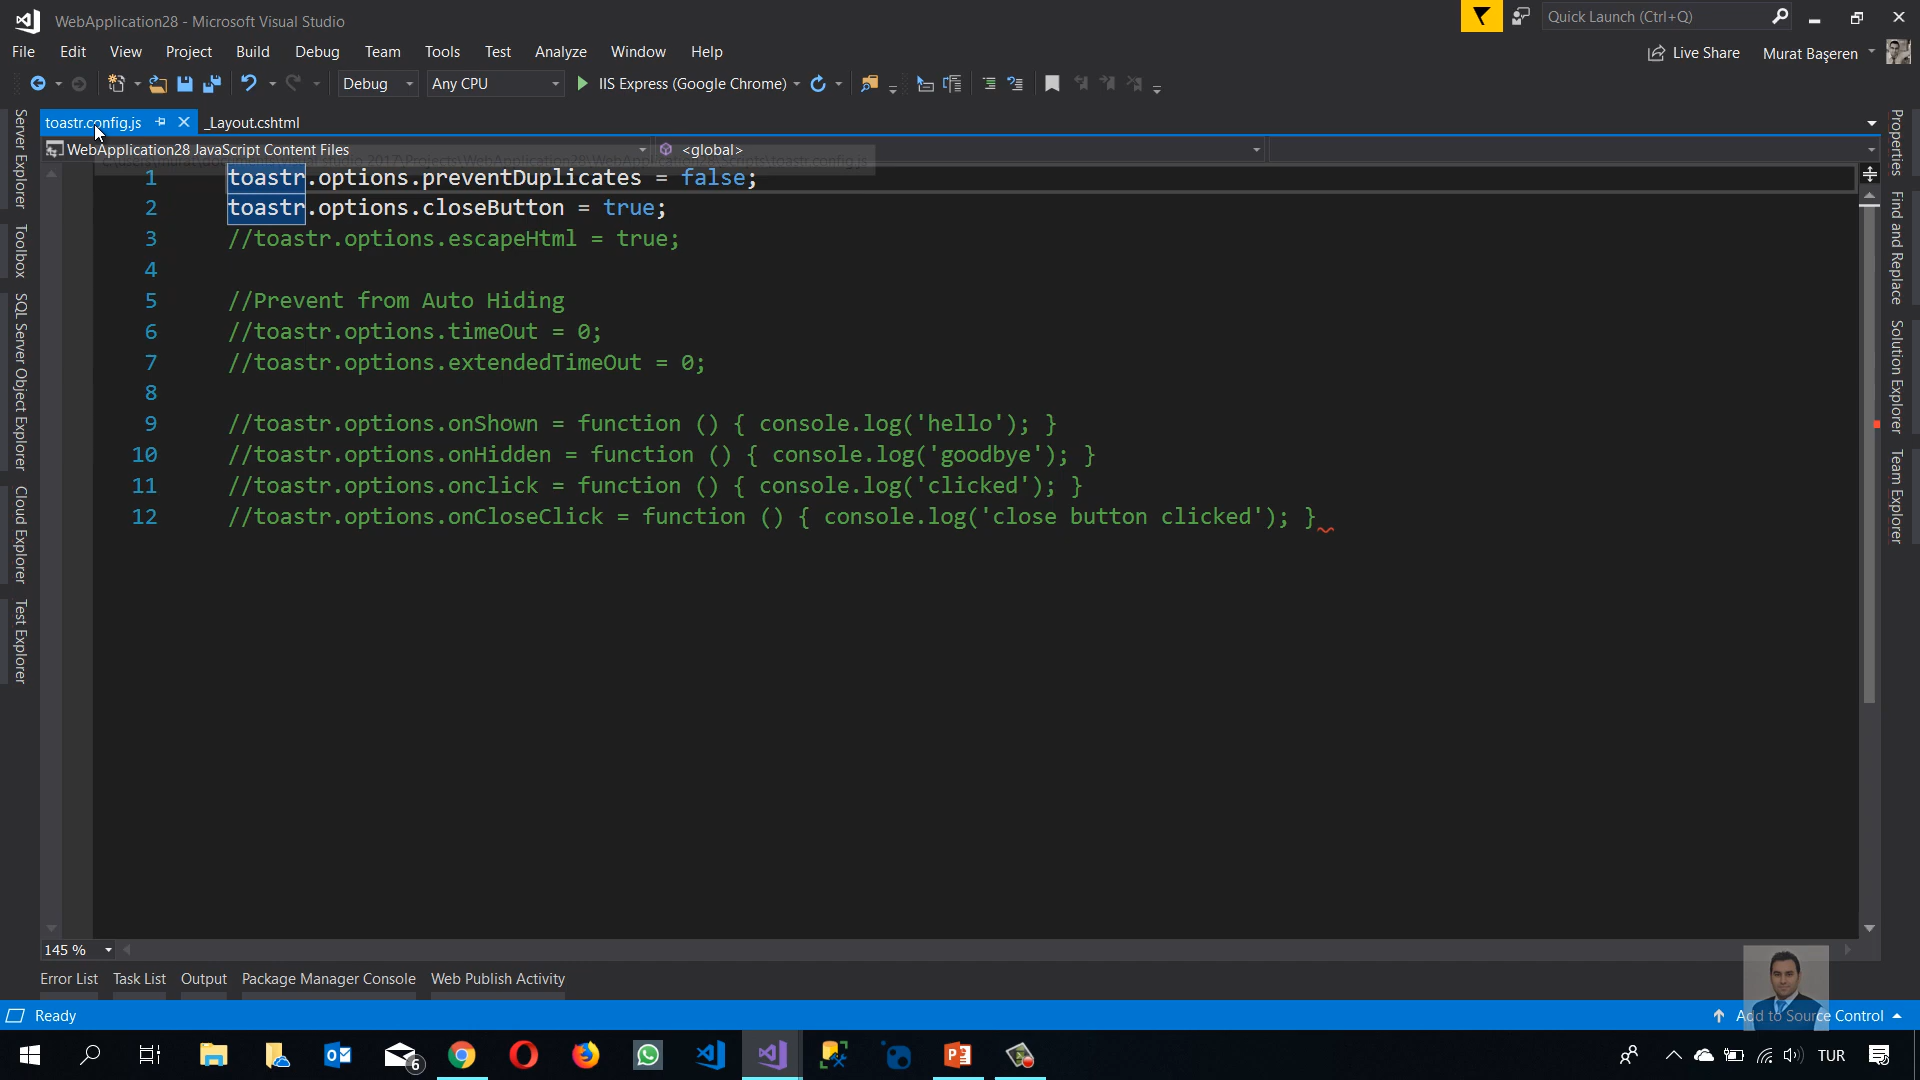 WebApplication28 - Microsoft Visual Studio
Quick Launch (Ctrl+Q)
File Edit View Project Build Debug Team Tools Test Analyze Window Help
Live Share Murat Başeren
Debug Any CPU IIS Express (Google Chrome)
toastr.config.js _Layout.cshtml
WebApplication28 JavaScript Content Files <global>
1 toastr.options.preventDuplicates = false;
2 toastr.options.closeButton = true;
3 //toastr.options.escapeHtml = true;
4
5 //Prevent from Auto Hiding
6 //toastr.options.timeOut = 0;
7 //toastr.options.extendedTimeOut = 0;
8
9 //toastr.options.onShown = function () { console.log('hello'); }
10 //toastr.options.onHidden = function () { console.log('goodbye'); }
11 //toastr.options.onclick = function () { console.log('clicked'); }
12 //toastr.options.onCloseClick = function () { console.log('close button clicked'); }
Server Explorer
Toolbox
SQL Server Object Explorer
Cloud Explorer
Test Explorer
Properties
Find and Replace
Solution Explorer
Team Explorer
145 %
Error List Task List Output Package Manager Console Web Publish Activity
Ready
Add to Source Control
6
TUR